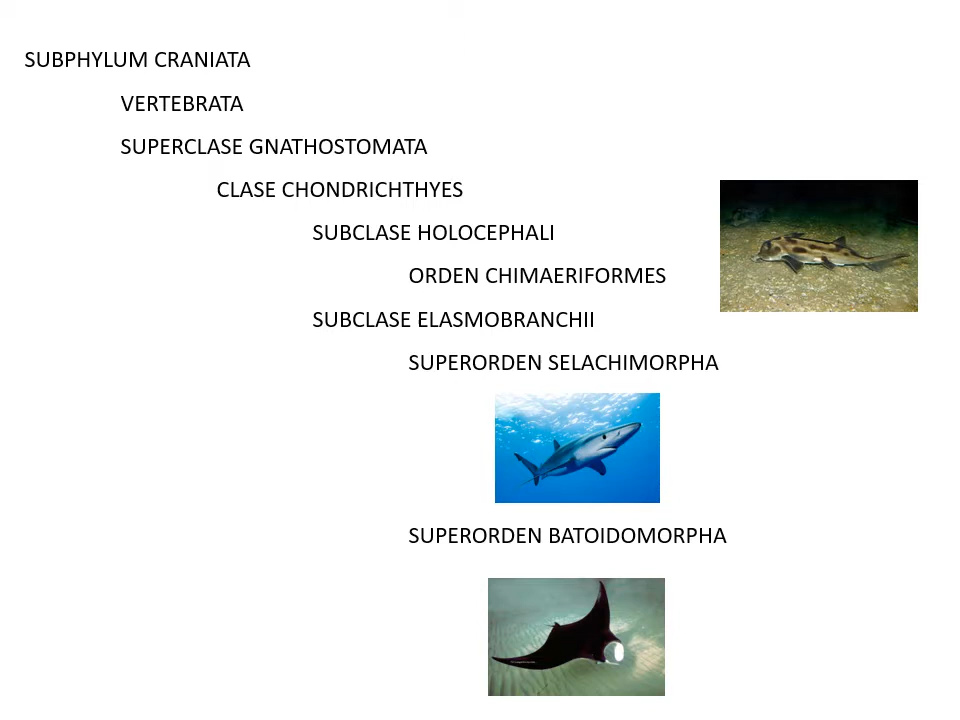 SUBPHYLUM CRANIATA
VERTEBRATA
SUPERCLASE GNATHOSTOMATA
CLASE CHONDRICHTHYES
SUBCLASE HOLOCEPHALI
ORDEN CHIMAERIFORMES
SUBCLASE ELASMOBRANCHII
SUPERORDEN SELACHIMORPHA
SUPERORDEN BATOIDOMORPHA